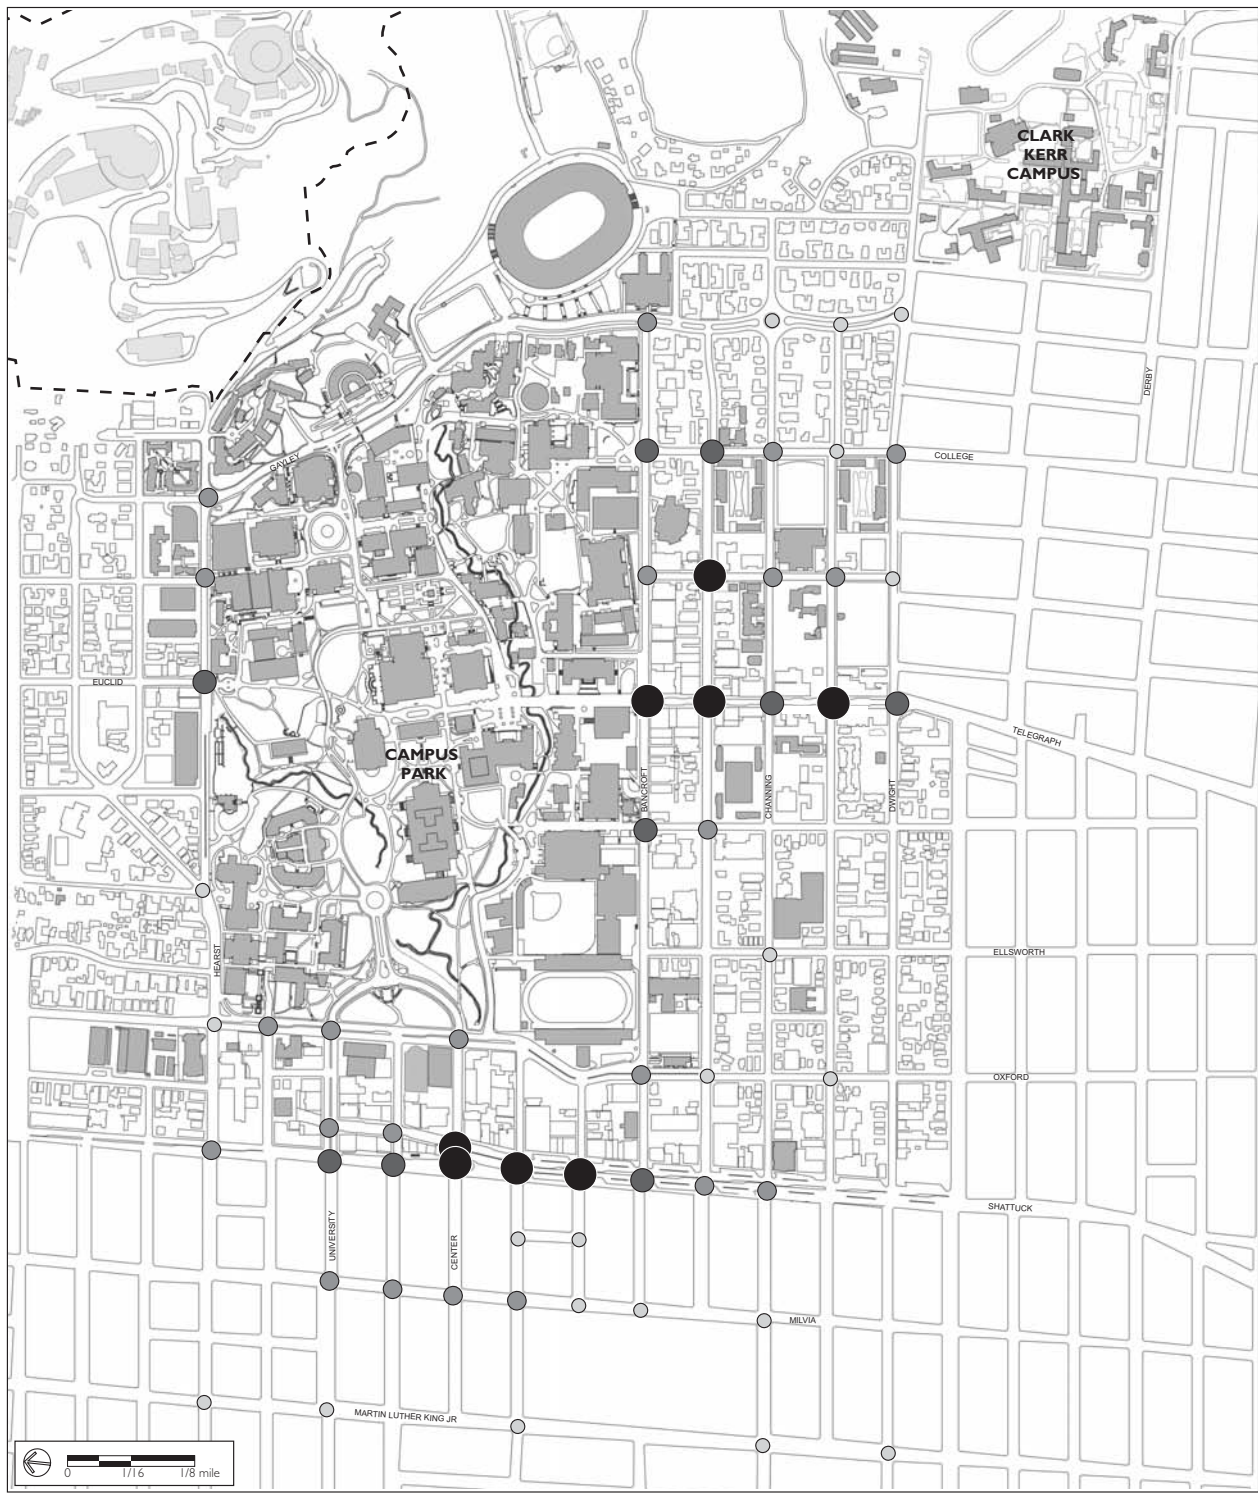 CLARK
KERR
CAMPUS
DERBY
COLLEGE
GAYLEY
EUCLID
TELEGRAPH
CAMPUS
PARK
BANCROFT
CHANNING
DWIGHT
HEARST
ELLSWORTH
OXFORD
SHATTUCK
UNIVERSITY
CENTER
MILVIA
MARTIN LUTHER KING JR
0 1/16 1/8 mile